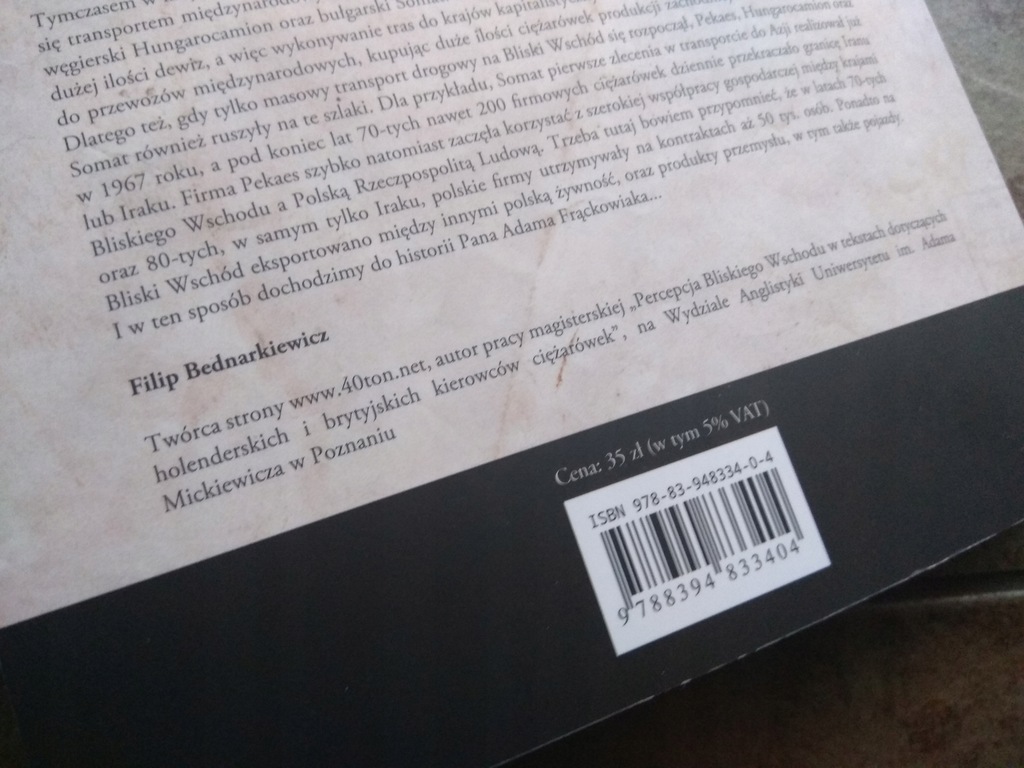 Tymczasem w
się transportem międzynarodow
węgierski Hungarocamion oraz bułgarski Somat
dużej ilości dewiz, a więc wykonywanie tras do krajów kapitalistycz
do przewozów międzynarodowych, kupując duże ilości ciężarówek produkcji zachodniej
Dlatego też, gdy tylko masowy transport drogowy na Bliski Wschód się rozpoczął, Pekaes, Hungarocamion oraz
Somat również ruszyły na te szlaki. Dla przykładu, Somat pierwsze zlecenia w transporcie do Azji realizował już
w 1967 roku, a pod koniec lat 70-tych nawet 200 firmowych ciężarówek dziennie przekraczało granicę Iranu
lub Iraku. Firma Pekaes szybko natomiast zaczęła korzystać z szerokiej współpracy gospodarczej między krajami
Bliskiego Wschodu a Polską Rzeczpospolitą Ludową. Trzeba tutaj bowiem przypomnieć, że w latach 70-tych
oraz 80-tych, w samym tylko Iraku, polskie firmy utrzymywały na kontraktach aż 50 tys. osób. Ponadto na
Bliski Wschód eksportowano między innymi polską żywność, oraz produkty przemysłu, w tym także pojazdy.
I w ten sposób dochodzimy do historii Pana Adama Frąckowiaka...
Filip Bednarkiewicz
Twórca strony www.40ton.net, autor pracy magisterskiej „Percepcja Bliskiego Wschodu w tekstach dotyczących
holenderskich i brytyjskich kierowców ciężarówek", na Wydziale Anglistyki Uniwersytetu im. Adama
Mickiewicza w Poznaniu
Cena: 35 zł (w tym 5% VAT)
ISBN 978-83-948334-0-4
9 788394 833404